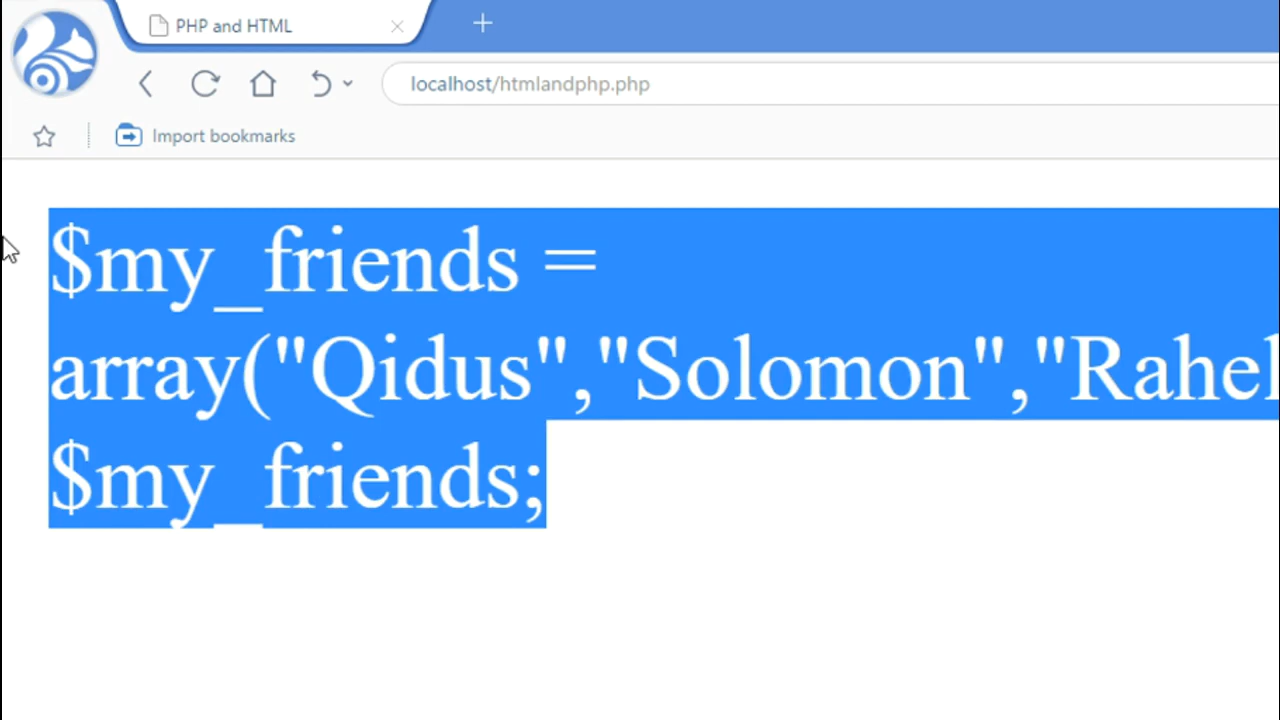 PHP and HTML
localhost/htmlandphp.php
Import bookmarks
$my_friends =
array("Qidus","Solomon","Rahel
$my_friends;